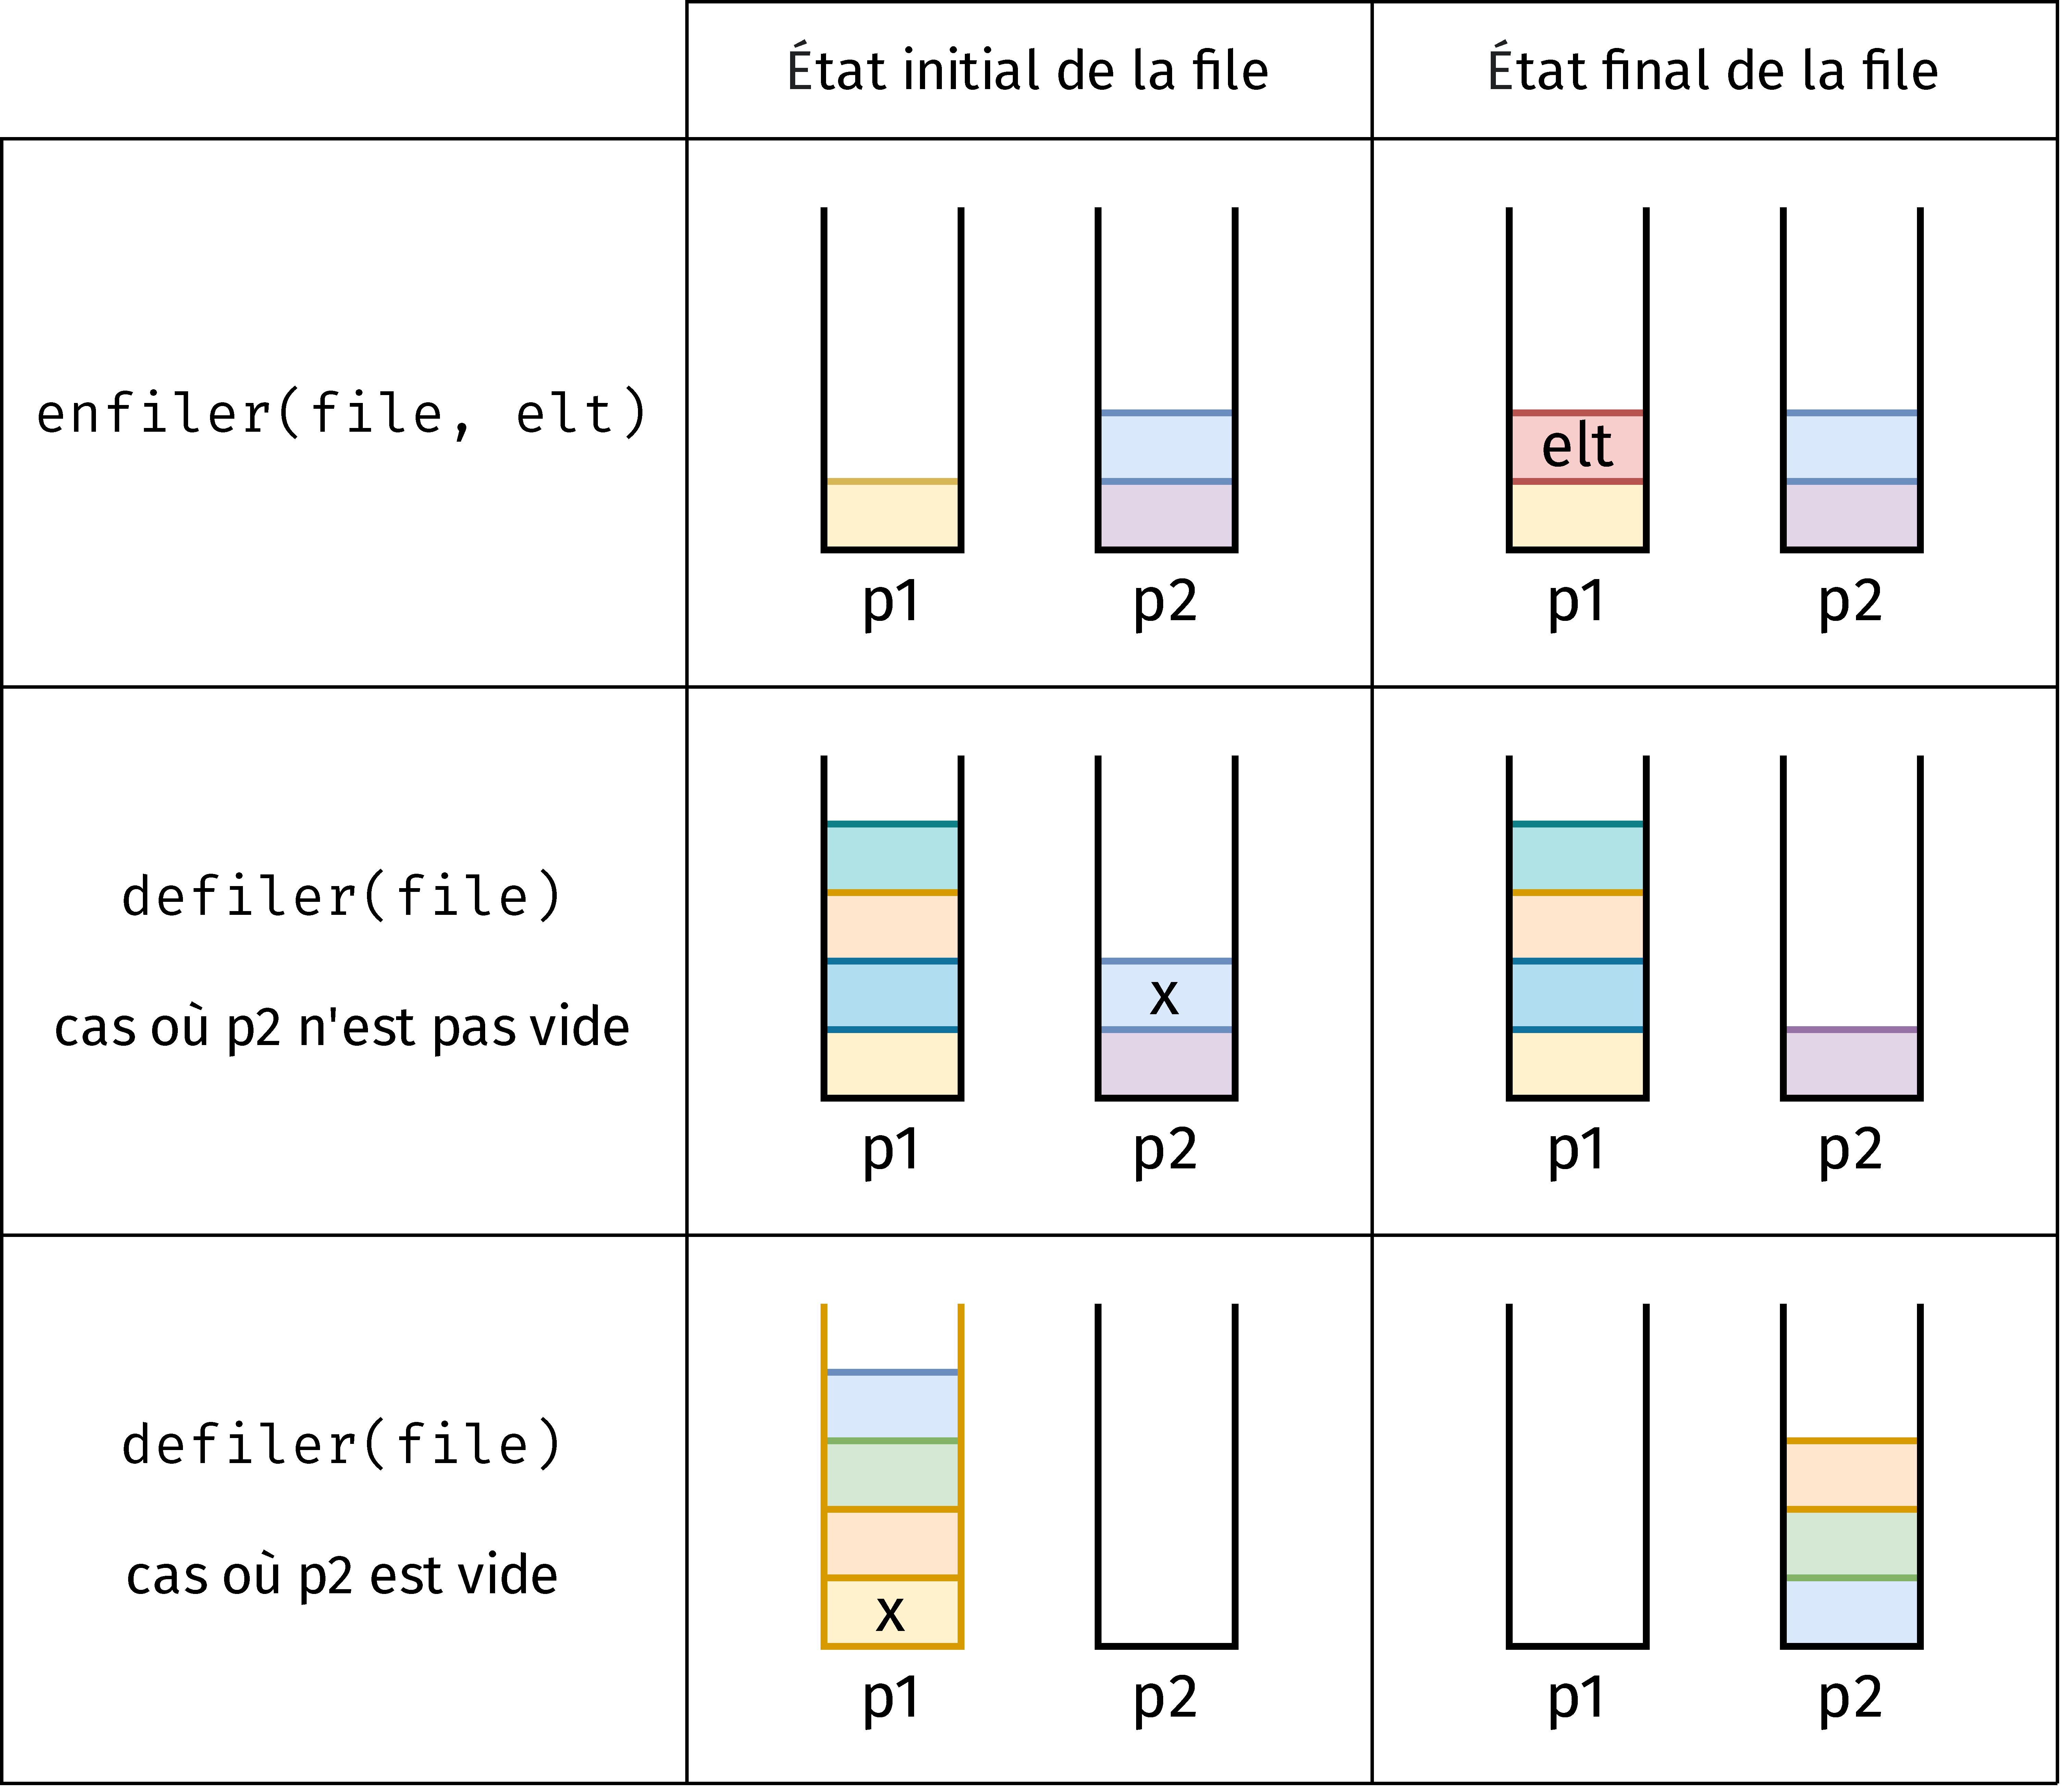 État initial de la file
État final de la file
enfiler(file, elt)
elt
p1
p2
p1
p2
defiler(file)
cas où p2 n'est pas vide
x
p1
p2
p1
p2
defiler(file)
cas où p2 est vide
x
p1
p2
p1
p2